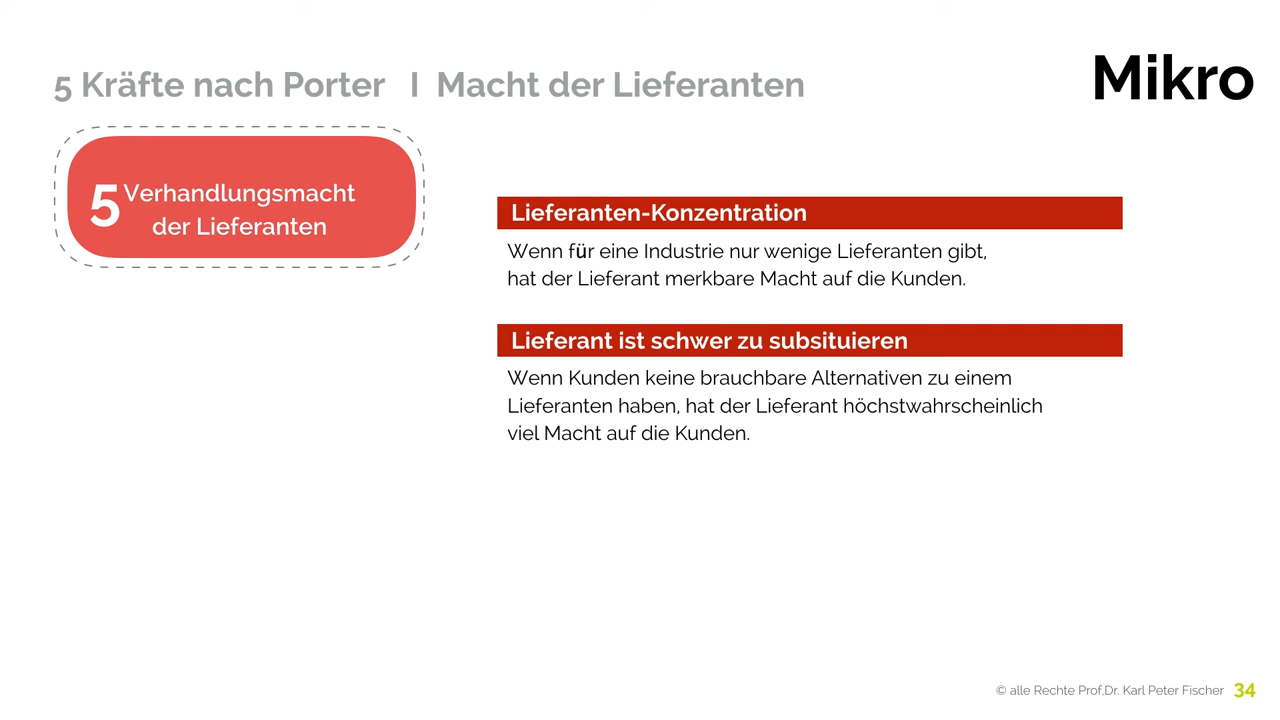 5 Kräfte nach Porter I Macht der Lieferanten
Mikro
5 Verhandlungsmacht
der Lieferanten
Lieferanten-Konzentration
Wenn für eine Industrie nur wenige Lieferanten gibt,
hat der Lieferant merkbare Macht auf die Kunden.
Lieferant ist schwer zu subsituieren
Wenn Kunden keine brauchbare Alternativen zu einem
Lieferanten haben, hat der Lieferant höchstwahrscheinlich
viel Macht auf die Kunden.
© alle Rechte Prof.Dr. Karl Peter Fischer 34